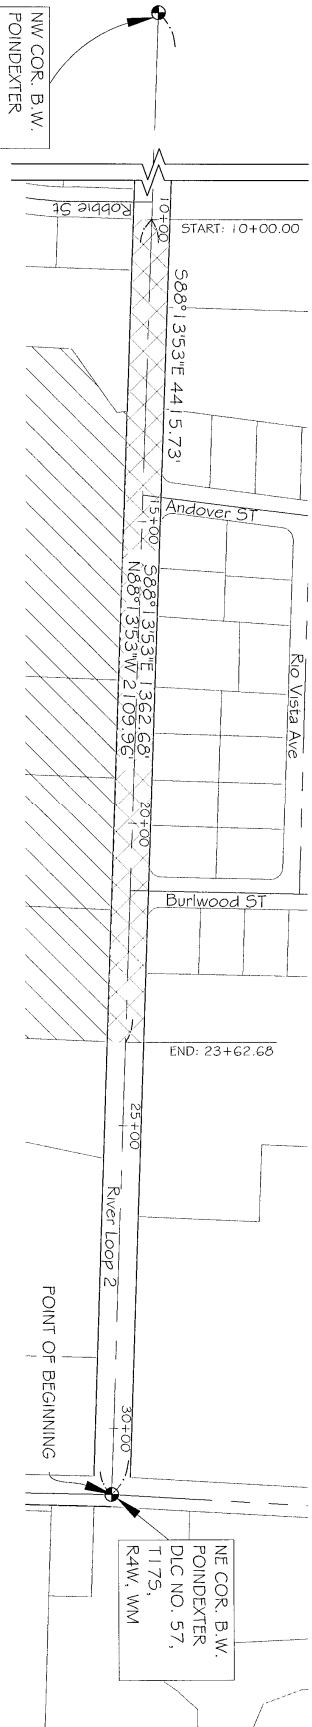 NW COR. B.W.
POINDEXTER
Robbie St
10+00
START: 10+00.00
S88°13'53"E 4415.73'
Andover ST
15+00
S88°13'53"E 1362.68'
N88°13'53"W 2109.96'
Rio Vista Ave
20+00
Burlwood ST
END: 23+62.68
25+00
River Loop 2
30+00
POINT OF BEGINNING
NE COR. B.W.
POINDEXTER
DLC NO. 57,
T17S,
R4W, WM